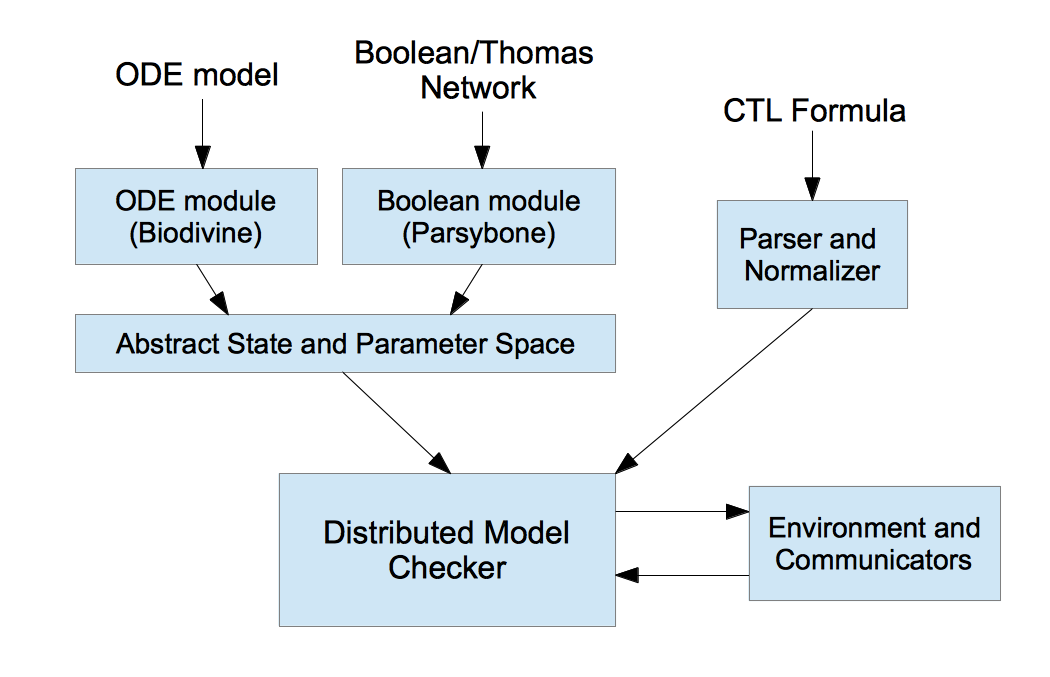 ODE model
Boolean/Thomas
Network
CTL Formula
ODE module
(Biodivine)
Boolean module
(Parsybone)
Parser and
Normalizer
Abstract State and Parameter Space
Distributed Model
Checker
Environment and
Communicators